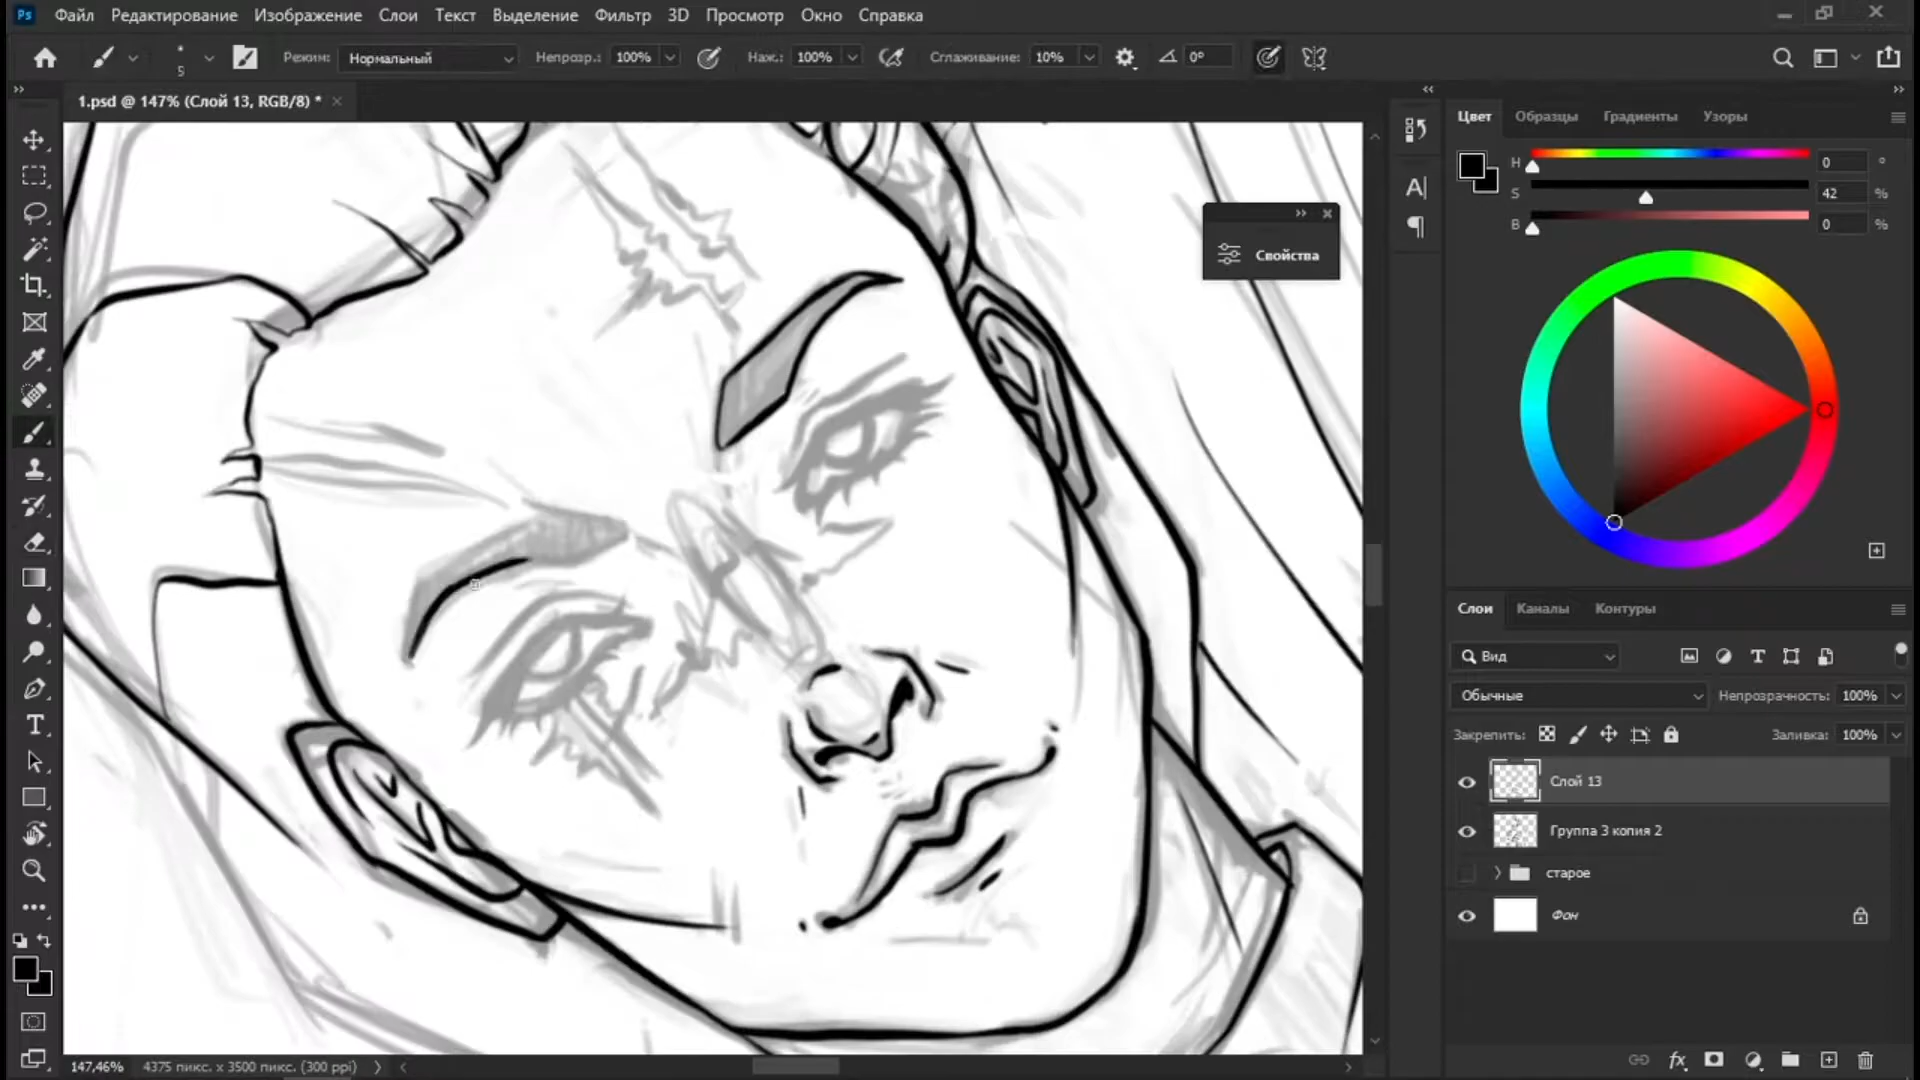 Ps Файл Редактирование Изображение Слои Текст Выделение Фильтр 3D Просмотр Окно Справка
5 Режим: Нормальный Непрозр.: 100% Наж.: 100% Сглаживание: 10% 0°
1.psd @ 147% (Слой 13, RGB/8) *
Цвет Образцы Градиенты Узоры
H 0 °
S 42 %
B 0 %
Свойства
Слои Каналы Контуры
Вид
Обычные Непрозрачность: 100%
Закрепить: Заливка: 100%
Слой 13
Группа 3 копия 2
старое
Фон
147,46% 4375 пикс. x 3500 пикс. (300 ppi)